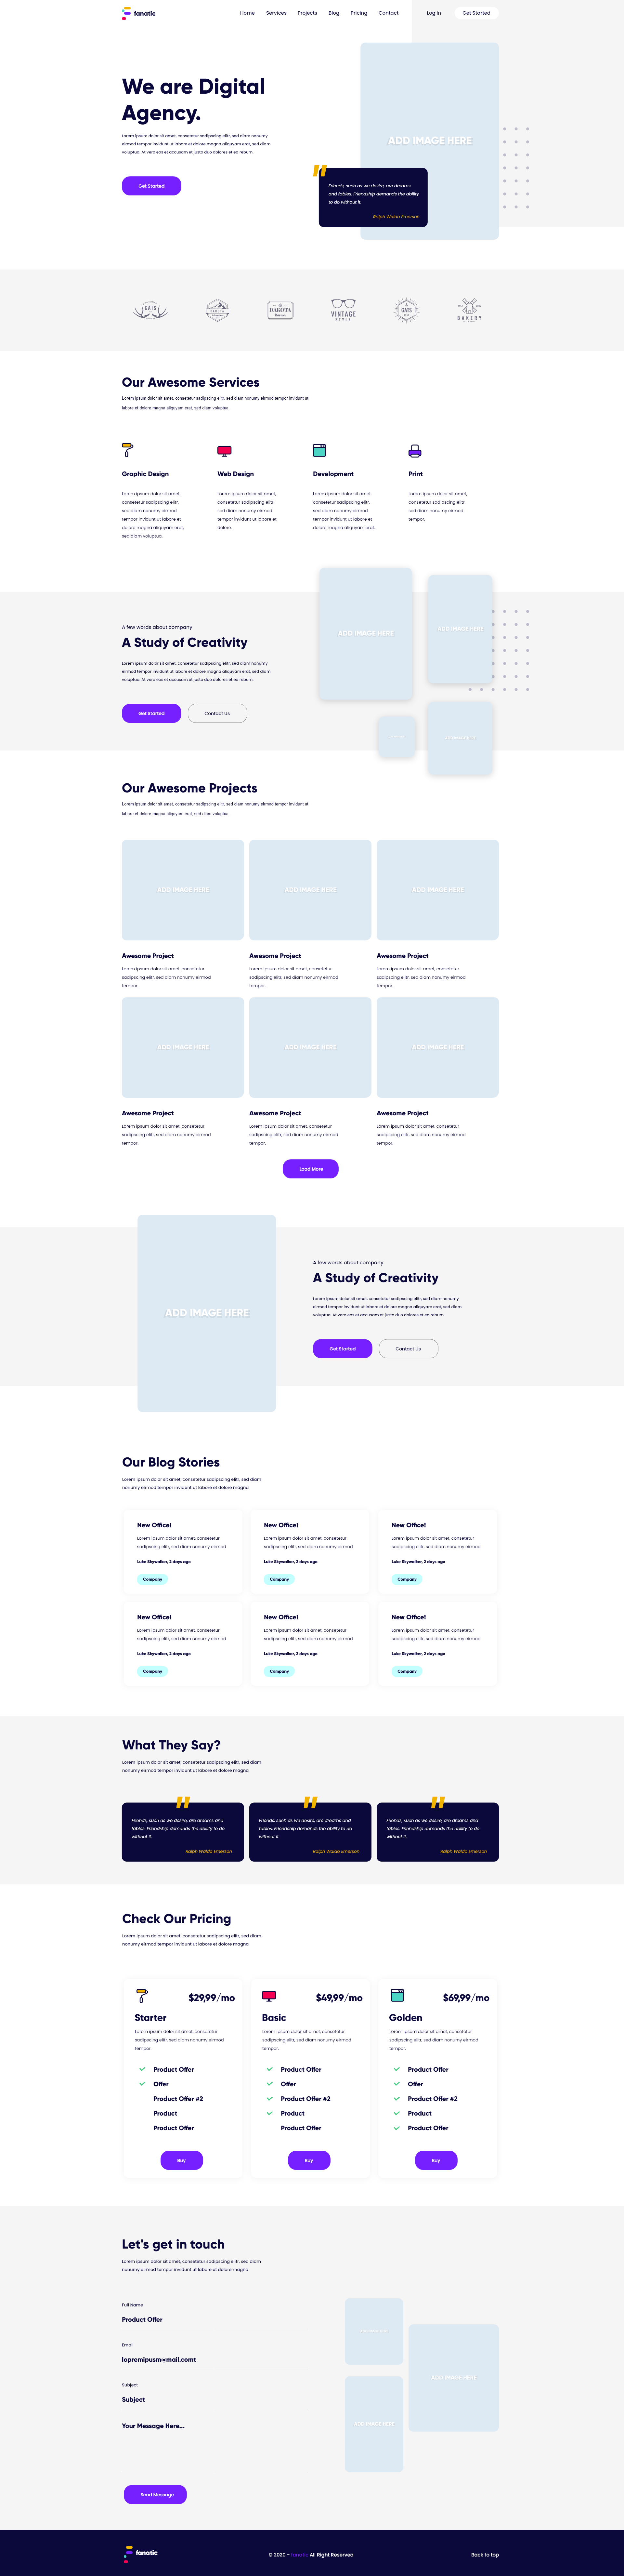 fanatic
Home Services Projects Blog Pricing Contact Log In Get Started
We are Digital
Agency.
Lorem ipsum dolor sit amet, consetetur sadipscing elitr, sed diam nonumy
eirmod tempor invidunt ut labore et dolore magna aliquyam erat, sed diam
voluptua. At vero eos et accusam et justo duo dolores et ea rebum.
Get Started
ADD IMAGE HERE
Friends, such as we desire, are dreams
and fables. Friendship demands the ability
to do without it.
Ralph Waldo Emerson
GATS
DAKOTA
VINTAGE
STYLE
GATS
BAKERY
Our Awesome Services
Lorem ipsum dolor sit amet, consetetur sadipscing elitr, sed diam nonumy eirmod tempor invidunt ut
labore et dolore magna aliquyam erat, sed diam voluptua.
Graphic Design
Lorem ipsum dolor sit amet,
consetetur sadipscing elitr,
sed diam nonumy eirmod
tempor invidunt ut labore et
dolore magna aliquyam erat,
sed diam voluptua.
Web Design
Lorem ipsum dolor sit amet,
consetetur sadipscing elitr,
sed diam nonumy eirmod
tempor invidunt ut labore et
dolore.
Development
Lorem ipsum dolor sit amet,
consetetur sadipscing elitr,
sed diam nonumy eirmod
tempor invidunt ut labore et
dolore magna aliquyam erat.
Print
Lorem ipsum dolor sit amet,
consetetur sadipscing elitr,
sed diam nonumy eirmod
tempor.
A few words about company
A Study of Creativity
Lorem ipsum dolor sit amet, consetetur sadipscing elitr, sed diam nonumy
eirmod tempor invidunt ut labore et dolore magna aliquyam erat, sed diam
voluptua. At vero eos et accusam et justo duo dolores et ea rebum.
Get Started
Contact Us
ADD IMAGE HERE
ADD IMAGE HERE
ADD IMAGE HERE
ADD IMAGE HERE
Our Awesome Projects
Lorem ipsum dolor sit amet, consetetur sadipscing elitr, sed diam nonumy eirmod tempor invidunt ut
labore et dolore magna aliquyam erat, sed diam voluptua.
ADD IMAGE HERE
ADD IMAGE HERE
ADD IMAGE HERE
Awesome Project
Lorem ipsum dolor sit amet, consetetur
sadipscing elitr, sed diam nonumy eirmod
tempor.
Awesome Project
Lorem ipsum dolor sit amet, consetetur
sadipscing elitr, sed diam nonumy eirmod
tempor.
Awesome Project
Lorem ipsum dolor sit amet, consetetur
sadipscing elitr, sed diam nonumy eirmod
tempor.
ADD IMAGE HERE
ADD IMAGE HERE
ADD IMAGE HERE
Awesome Project
Lorem ipsum dolor sit amet, consetetur
sadipscing elitr, sed diam nonumy eirmod
tempor.
Awesome Project
Lorem ipsum dolor sit amet, consetetur
sadipscing elitr, sed diam nonumy eirmod
tempor.
Awesome Project
Lorem ipsum dolor sit amet, consetetur
sadipscing elitr, sed diam nonumy eirmod
tempor.
Load More
ADD IMAGE HERE
A few words about company
A Study of Creativity
Lorem ipsum dolor sit amet, consetetur sadipscing elitr, sed diam nonumy
eirmod tempor invidunt ut labore et dolore magna aliquyam erat, sed diam
voluptua. At vero eos et accusam et justo duo dolores et ea rebum.
Get Started
Contact Us
Our Blog Stories
Lorem ipsum dolor sit amet, consetetur sadipscing elitr, sed diam
nonumy eirmod tempor invidunt ut labore et dolore magna
New Office!
Lorem ipsum dolor sit amet, consetetur
sadipscing elitr, sed diam nonumy eirmod
Luke Skywalker, 2 days ago
Company
New Office!
Lorem ipsum dolor sit amet, consetetur
sadipscing elitr, sed diam nonumy eirmod
Luke Skywalker, 2 days ago
Company
New Office!
Lorem ipsum dolor sit amet, consetetur
sadipscing elitr, sed diam nonumy eirmod
Luke Skywalker, 2 days ago
Company
New Office!
Lorem ipsum dolor sit amet, consetetur
sadipscing elitr, sed diam nonumy eirmod
Luke Skywalker, 2 days ago
Company
New Office!
Lorem ipsum dolor sit amet, consetetur
sadipscing elitr, sed diam nonumy eirmod
Luke Skywalker, 2 days ago
Company
New Office!
Lorem ipsum dolor sit amet, consetetur
sadipscing elitr, sed diam nonumy eirmod
Luke Skywalker, 2 days ago
Company
What They Say?
Lorem ipsum dolor sit amet, consetetur sadipscing elitr, sed diam
nonumy eirmod tempor invidunt ut labore et dolore magna
Friends, such as we desire, are dreams and
fables. Friendship demands the ability to do
without it.
Ralph Waldo Emerson
Friends, such as we desire, are dreams and
fables. Friendship demands the ability to do
without it.
Ralph Waldo Emerson
Friends, such as we desire, are dreams and
fables. Friendship demands the ability to do
without it.
Ralph Waldo Emerson
Check Our Pricing
Lorem ipsum dolor sit amet, consetetur sadipscing elitr, sed diam
nonumy eirmod tempor invidunt ut labore et dolore magna
$29,99/mo
Starter
Lorem ipsum dolor sit amet, consetetur
sadipscing elitr, sed diam nonumy eirmod
tempor.
Product Offer
Offer
Product Offer #2
Product
Product Offer
Buy
$49,99/mo
Basic
Lorem ipsum dolor sit amet, consetetur
sadipscing elitr, sed diam nonumy eirmod
tempor.
Product Offer
Offer
Product Offer #2
Product
Product Offer
Buy
$69,99/mo
Golden
Lorem ipsum dolor sit amet, consetetur
sadipscing elitr, sed diam nonumy eirmod
tempor.
Product Offer
Offer
Product Offer #2
Product
Product Offer
Buy
Let's get in touch
Lorem ipsum dolor sit amet, consetetur sadipscing elitr, sed diam
nonumy eirmod tempor invidunt ut labore et dolore magna
Full Name
Product Offer
Email
lopremipusm@mail.comt
Subject
Subject
Your Message Here...
Send Message
ADD IMAGE HERE
ADD IMAGE HERE
ADD IMAGE HERE
fanatic
© 2020 - fanatic All Right Reserved
Back to top